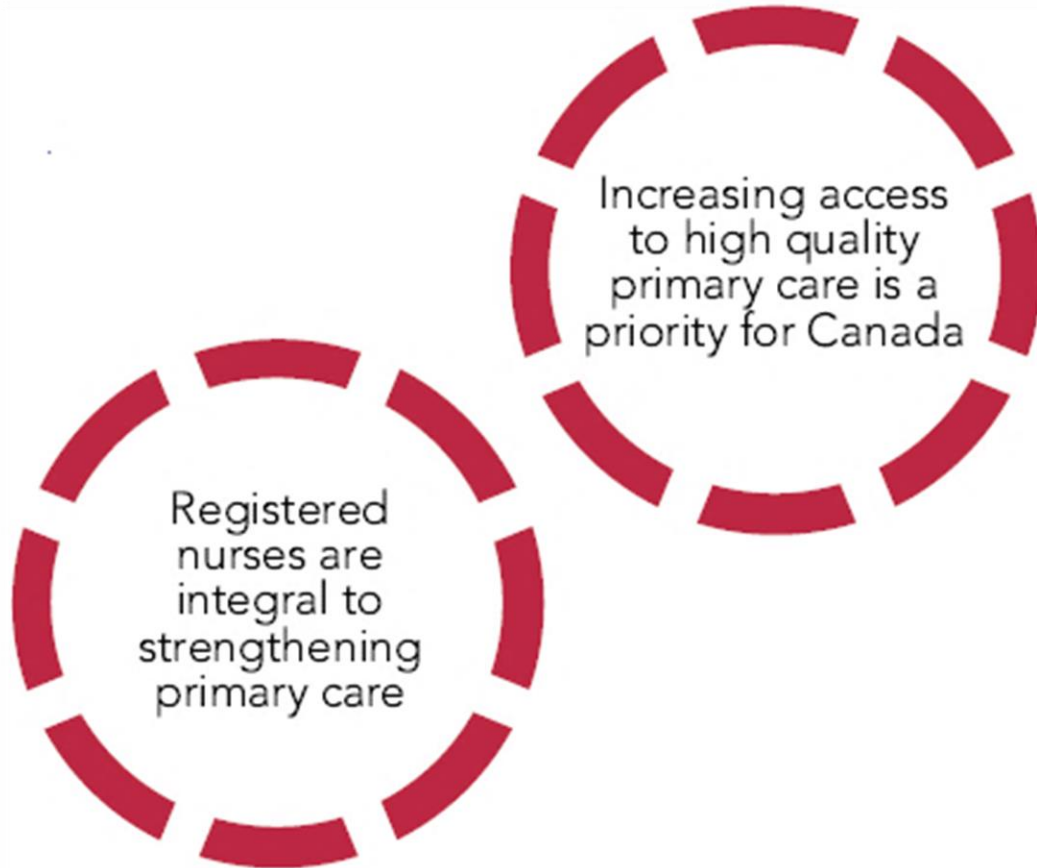 Increasing access
to high quality
primary care is a
priority for Canada
Registered
nurses are
integral to
strengthening
primary care